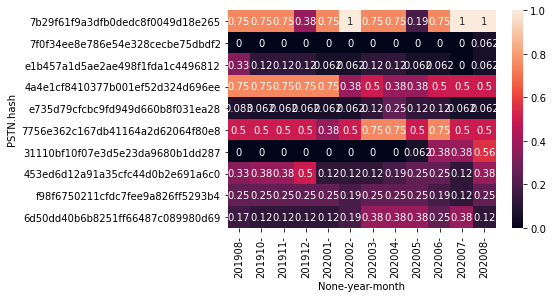 PSTN.hash
7b29f61f9a3dfb0dedc8f0049d18e265 0.75 0.75 0.75 0.38 0.75 1 0.75 0.75 0.19 0.75 1 1
7f0f34ee8e786e54e328cecbe75dbdf2 0 0 0 0 0 0 0 0 0 0 0 0.062
e1b457a1d5ae2ae498f1fda1c4496812 0.33 0.12 0.12 0.12 0.062 0.062 0.12 0.12 0.062 0.062 0 0.062
4a4e1cf8410377b001ef52d324d696ee 0.75 0.75 0.75 0.75 0.75 0.38 0.5 0.38 0.38 0.5 0.5 0.5
e735d79cfcbc9fd949d660b8f031ea28 0.083 0.062 0.062 0.062 0.062 0.12 0.12 0.25 0.12 0.12 0.062 0.062
7756e362c167db41164a2d62064f80e8 0.5 0.5 0.5 0.5 0.38 0.5 0.75 0.75 0.5 0.75 0.5 0.5
31110bf10f07e3d5e23da9680b1dd287 0 0 0 0 0 0 0 0 0.062 0.38 0.38 0.56
453ed6d12a91a35cfc44d0b2e691a6c0 0.33 0.38 0.38 0.5 0.12 0.12 0.12 0.19 0.25 0.25 0.12 0.38
f98f6750211cfdc7fee9a826ff5293b4 0.25 0.25 0.25 0.25 0.25 0.19 0.25 0.25 0.25 0.19 0.12 0.25
6d50dd40b6b8251ff66487c089980d69 0.17 0.12 0.12 0.12 0.12 0.19 0.38 0.38 0.38 0.25 0.38 0.12
201908- 201910- 201911- 201912- 202001- 202002- 202003- 202004- 202005- 202006- 202007- 202008-
None-year-month
1.0
0.8
0.6
0.4
0.2
0.0